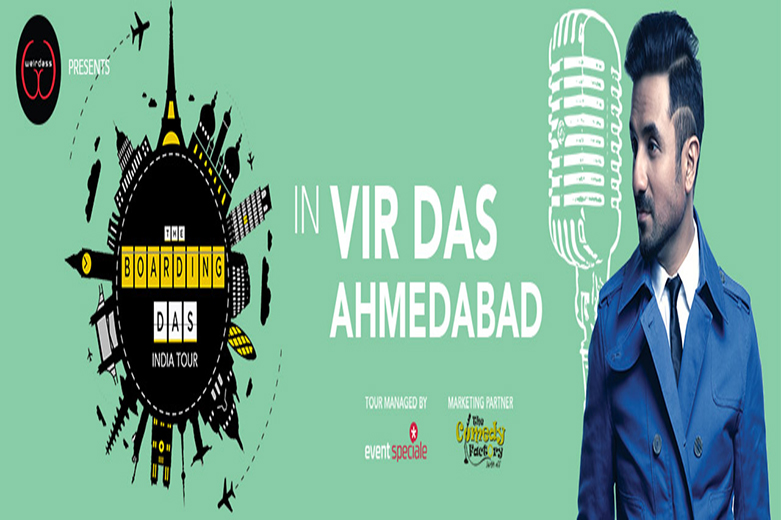 weirdass
PRESENTS
THE
BOARDING
DAS
INDIA TOUR
IN VIR DAS
AHMEDABAD
TOUR MANAGED BY
event speciale
MARKETING PARTNER
The
Comedy
Factory